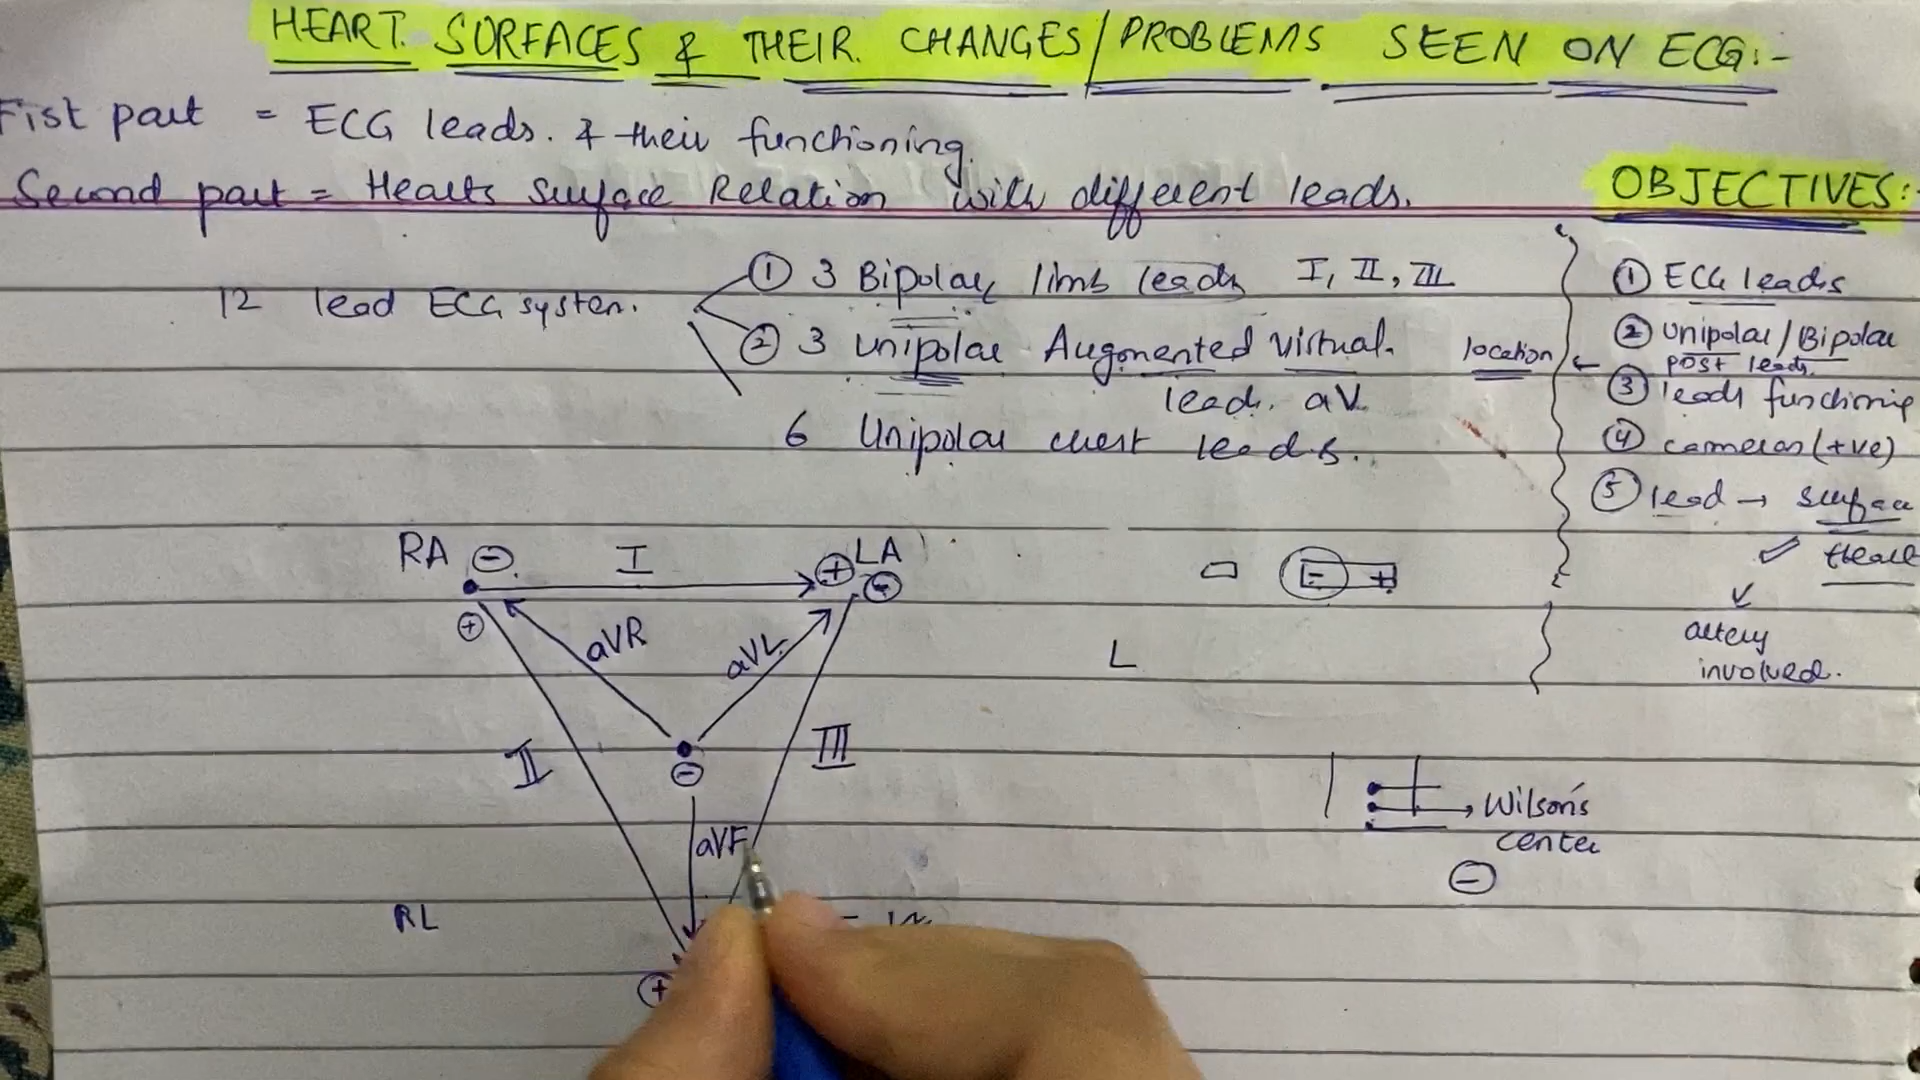 HEART. SURFACES & THEIR. CHANGES/PROBLEMS SEEN ON ECG:-
Fist part = ECG leads. & their functioning.
Second part = Hearts surface Relation with different leads.
OBJECTIVES:-
12 lead ECG system.
① 3 Bipolar limb leads I, II, III
② 3 unipolar Augmented virtual.
lead. aV
6 Unipolar chest leads.
location
① ECG leads
② Unipolar/Bipolar
post leads.
③ leads functioning
④ cameras (+ve)
⑤ lead → surface
Heart
artery
involved.
RA ⊖ I ⊕ LA
⊕ ⊖
aVR aVL
II III
⊖
aVF
RL
⊕
- +
L
Wilson's
center
⊖